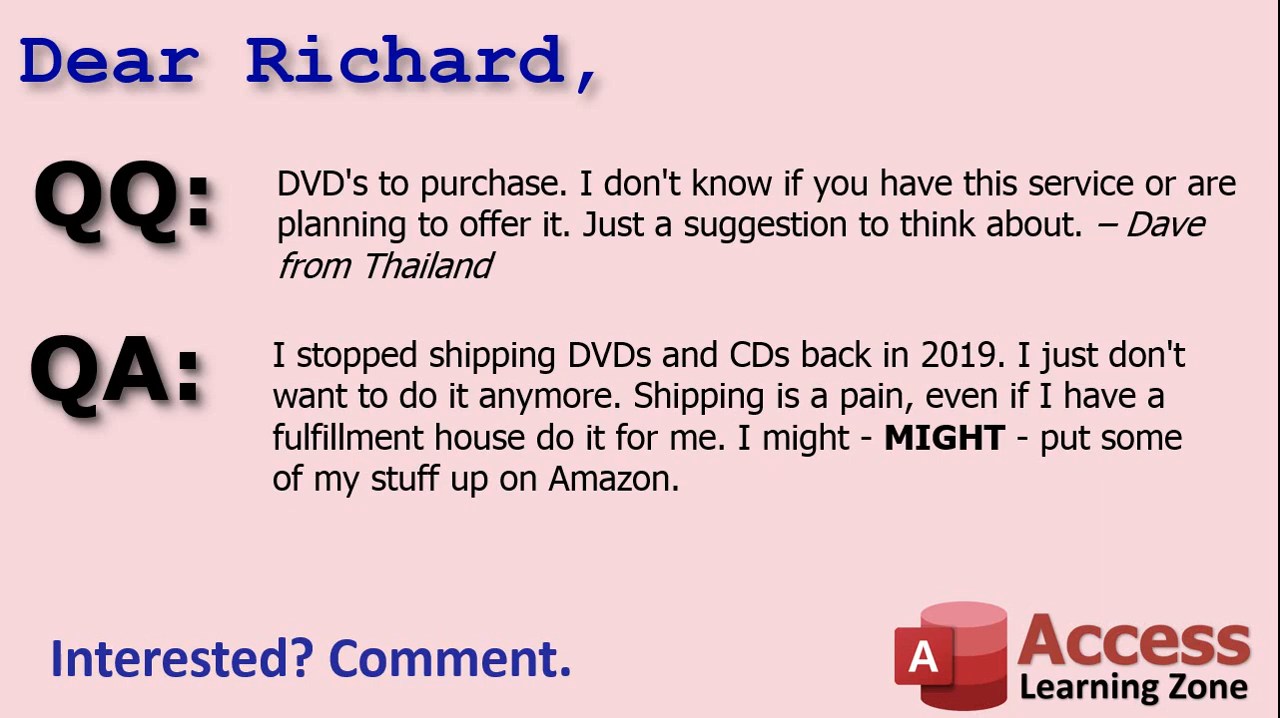 Dear Richard,
QQ:
DVD's to purchase. I don't know if you have this service or are
planning to offer it. Just a suggestion to think about. – Dave
from Thailand
QA:
I stopped shipping DVDs and CDs back in 2019. I just don't
want to do it anymore. Shipping is a pain, even if I have a
fulfillment house do it for me. I might - MIGHT - put some
of my stuff up on Amazon.
Interested? Comment.
A
Access
Learning Zone